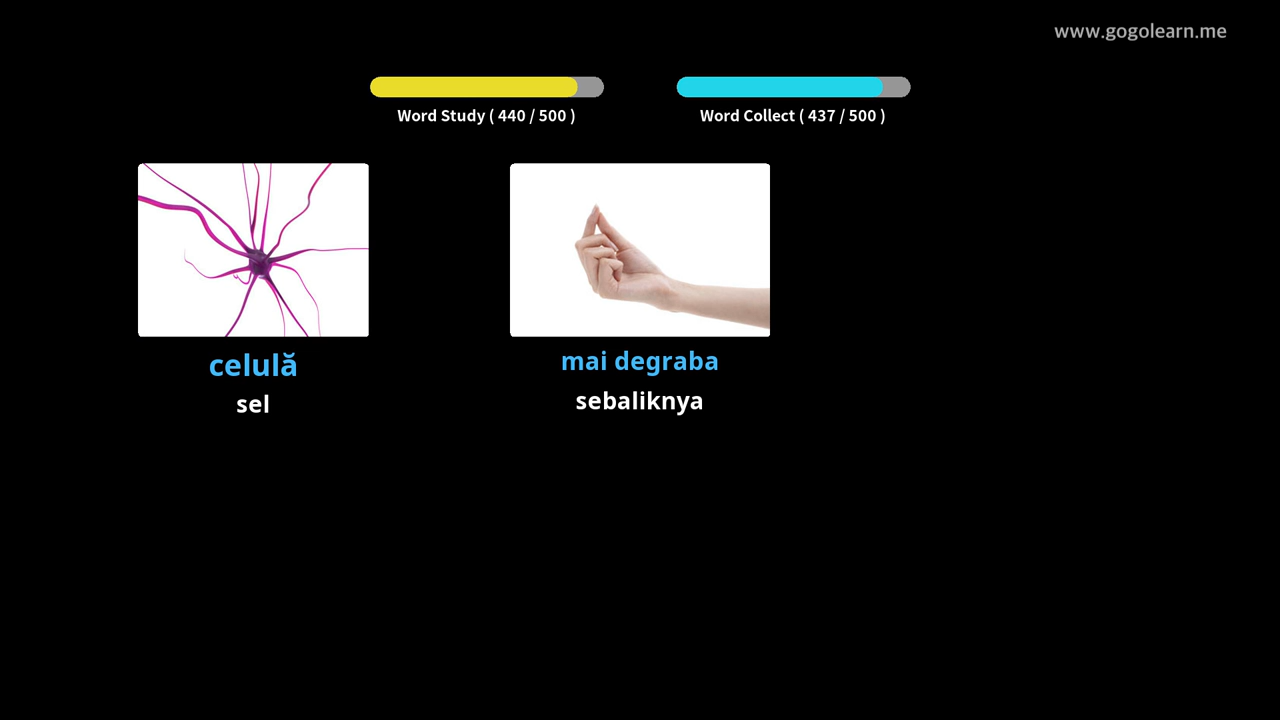 www.gogolearn.me
Word Study ( 440 / 500 )
Word Collect ( 437 / 500 )
celulă
sel
mai degraba
sebaliknya